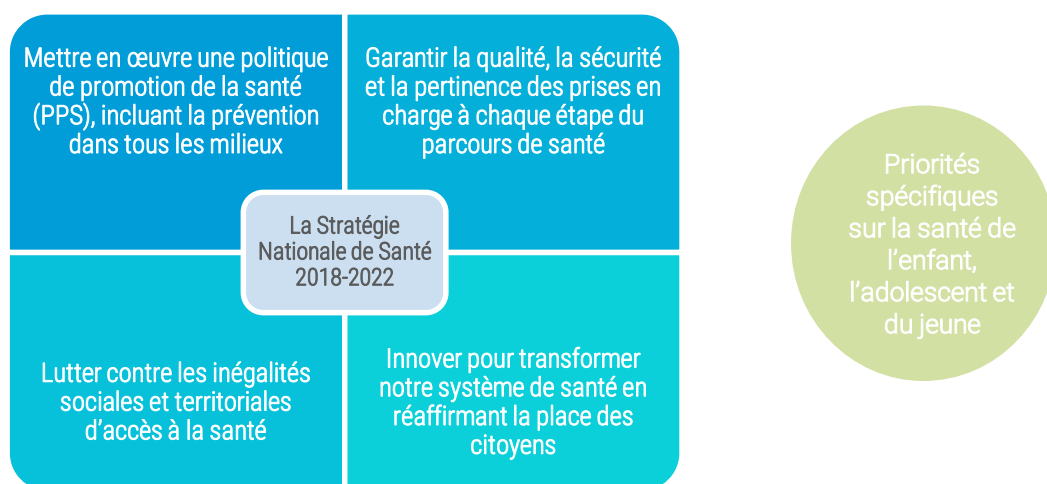 Mettre en œuvre une politique
de promotion de la santé
(PPS), incluant la prévention
dans tous les milieux
Garantir la qualité, la sécurité
et la pertinence des prises en
charge à chaque étape du
parcours de santé
La Stratégie
Nationale de Santé
2018-2022
Lutter contre les inégalités
sociales et territoriales
d’accès à la santé
Innover pour transformer
notre système de santé en
réaffirmant la place des
citoyens
Priorités
spécifiques
sur la santé de
l’enfant,
l’adolescent et
du jeune